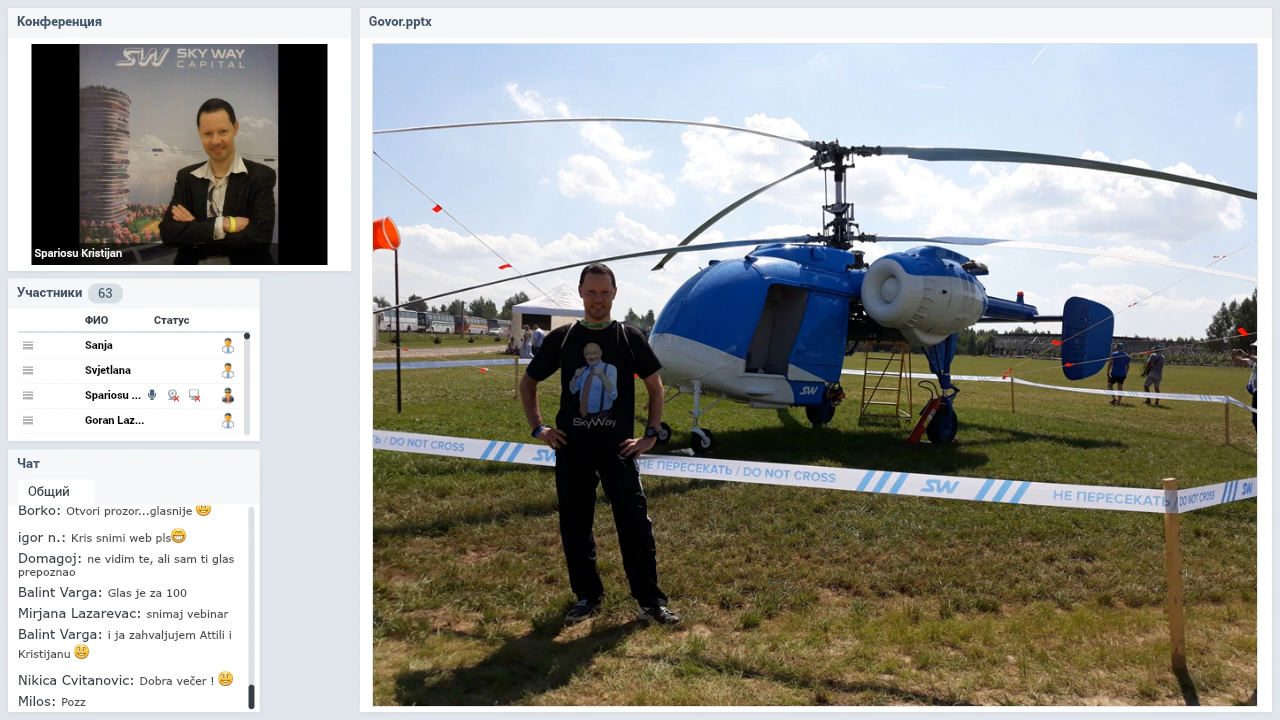 Конференция
SKY WAY
CAPITAL
Spariosu Kristijan
Участники 63
ФИО Статус
Sanja
Svjetlana
Spariosu ...
Goran Laz...
Чат
Общий
Borko: Otvori prozor...glasnije
igor n.: Kris snimi web pls
Domagoj: ne vidim te, ali sam ti glas
prepoznao
Balint Varga: Glas je za 100
Mirjana Lazarevac: snimaj vebinar
Balint Varga: i ja zahvaljujem Attili i
Kristijanu
Nikica Cvitanovic: Dobra večer !
Milos: Pozz
Govor.pptx
SW
SkyWay
/ DO NOT CROSS SW НЕ ПЕРЕСЕКАТЬ / DO NOT CROSS SW НЕ ПЕРЕСЕКАТЬ / DO NOT CROSS SW